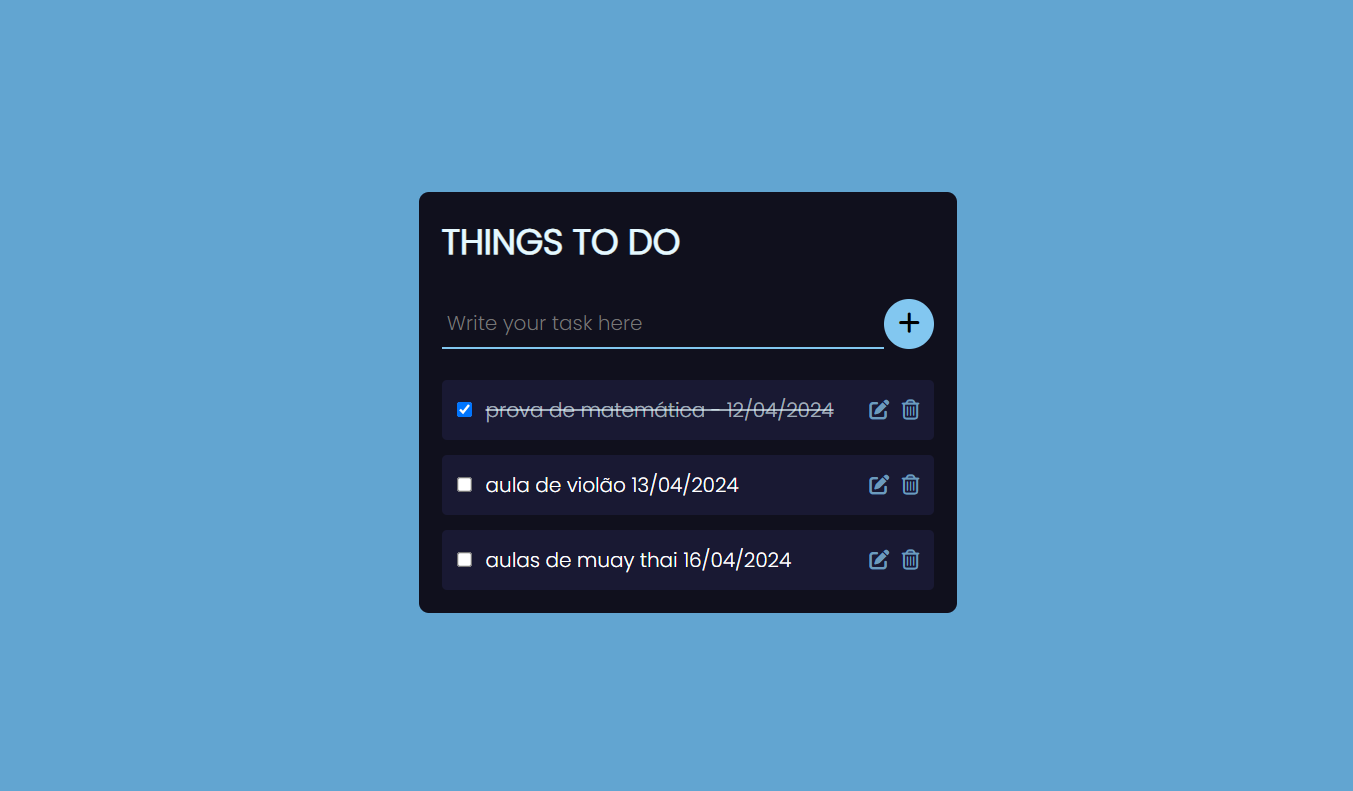 THINGS TO DO
Write your task here
prova de matemática - 12/04/2024
aula de violão 13/04/2024
aulas de muay thai 16/04/2024